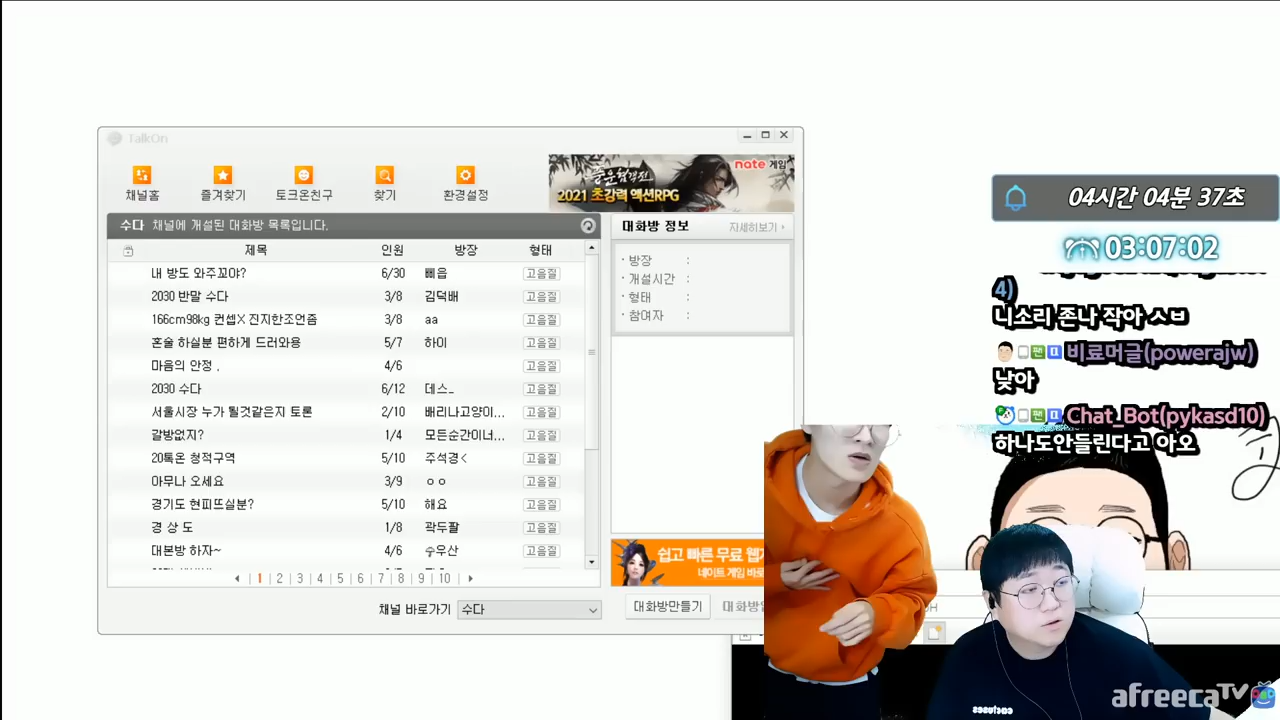 TalkOn
채널홈
즐겨찾기
토크온친구
찾기
환경설정
nate 게임
2021 초강력 액션RPG
수다 채널에 개설된 대화방 목록입니다.
제목 인원 방장 형태
내 방도 와주꼬야? 6/30 삐음 고음질
2030 반말 수다 3/8 김덕배 고음질
166cm98kg 컨셉X 진지한조언좀 3/8 aa 고음질
혼술 하실분 편하게 드러와용 5/7 하이 고음질
마음의 안정 . 4/6 고음질
2030 수다 6/12 데스_ 고음질
서울시장 누가 될것같은지 토론 2/10 배리나고양이... 고음질
갈방없지? 1/4 모든순간이너... 고음질
20톡온 청적구역 5/10 주석경< 고음질
아무나 오세요 3/9 ㅇㅇ 고음질
경기도 현피뜨실분? 5/10 해요 고음질
경 상 도 1/8 곽두팔 고음질
대본방 하자~ 4/6 수우산 고음질
1 2 3 4 5 6 7 8 9 10
채널 바로가기 수다
대화방 정보 자세히보기
방장 :
개설시간 :
형태 :
참여자 :
쉽고 빠른 무료 웹게
네이트 게임 바로
대화방만들기
대화방
04시간 04분 37초
03:07:02
4)
니소리 존나 작아 ㅅㅂ
팬 비료머글(powerajw)
낮아
팬 Chat_Bot(pykasd10)
하나도안들린다고 아오
afreecaTV